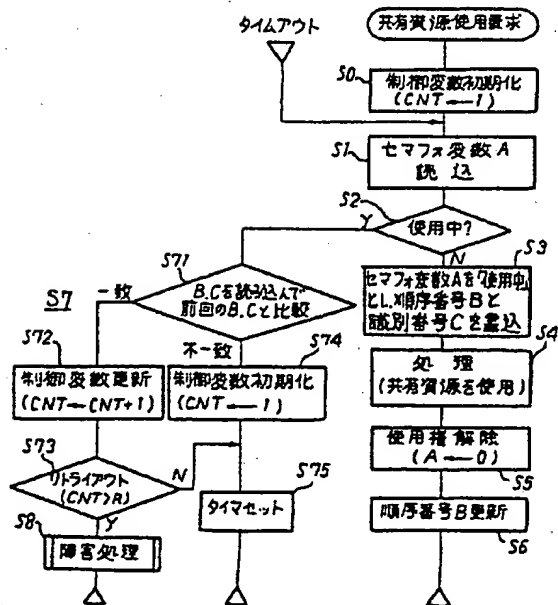 タイムアウト
共有資源使用要求
S0
制御変数初期化
(CNT←1)
S1
セマフォ変数A
読込
S2
使用中?
Y
N
S3
セマフォ変数Aを「使用中」
とし、順序番号Bと
識別番号Cを書込
S4
処理
(共有資源を使用)
使用権解除
(A←0)
S5
順序番号B更新
S6
S7
S71
B.Cを読み込んで
前回のB.Cと比較
一致
不一致
S72
制御変数更新
(CNT←CNT+1)
S74
制御変数初期化
(CNT←1)
S73
リトライアウト
(CNT>R)
N
Y
S75
タイマセット
S8
障害処理